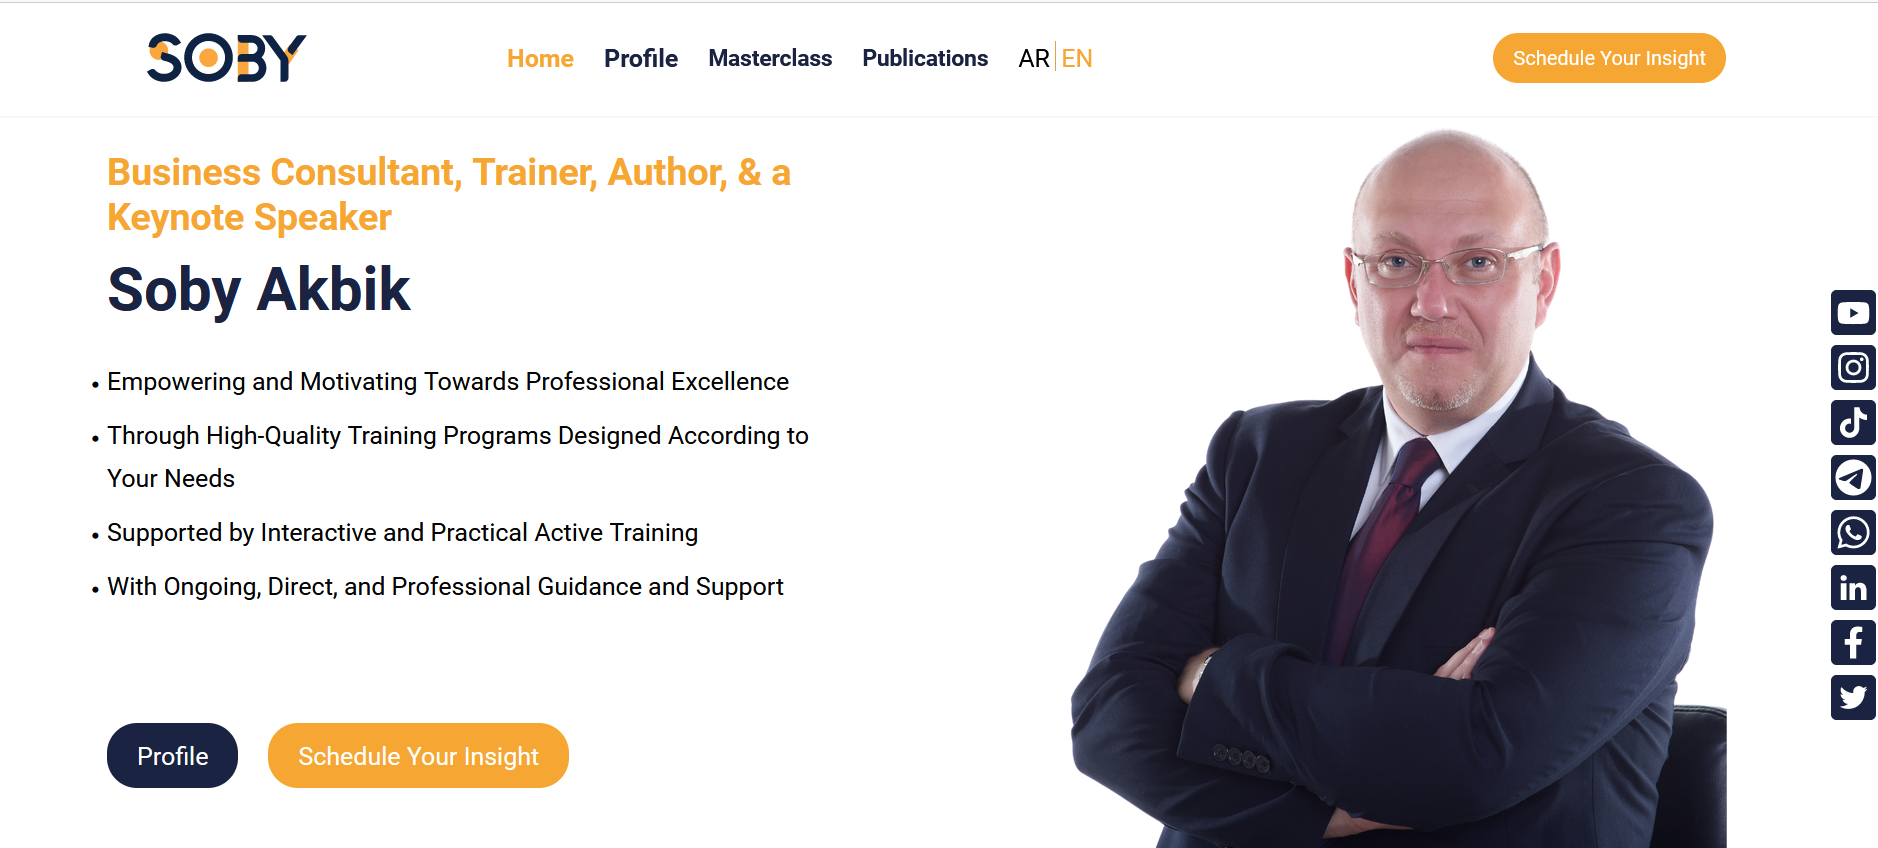 SOBY
Home
Profile
Masterclass
Publications
AR
EN
Schedule Your Insight
Business Consultant, Trainer, Author, & a
Keynote Speaker
Soby Akbik
• Empowering and Motivating Towards Professional Excellence
• Through High-Quality Training Programs Designed According to
Your Needs
• Supported by Interactive and Practical Active Training
• With Ongoing, Direct, and Professional Guidance and Support
Profile
Schedule Your Insight